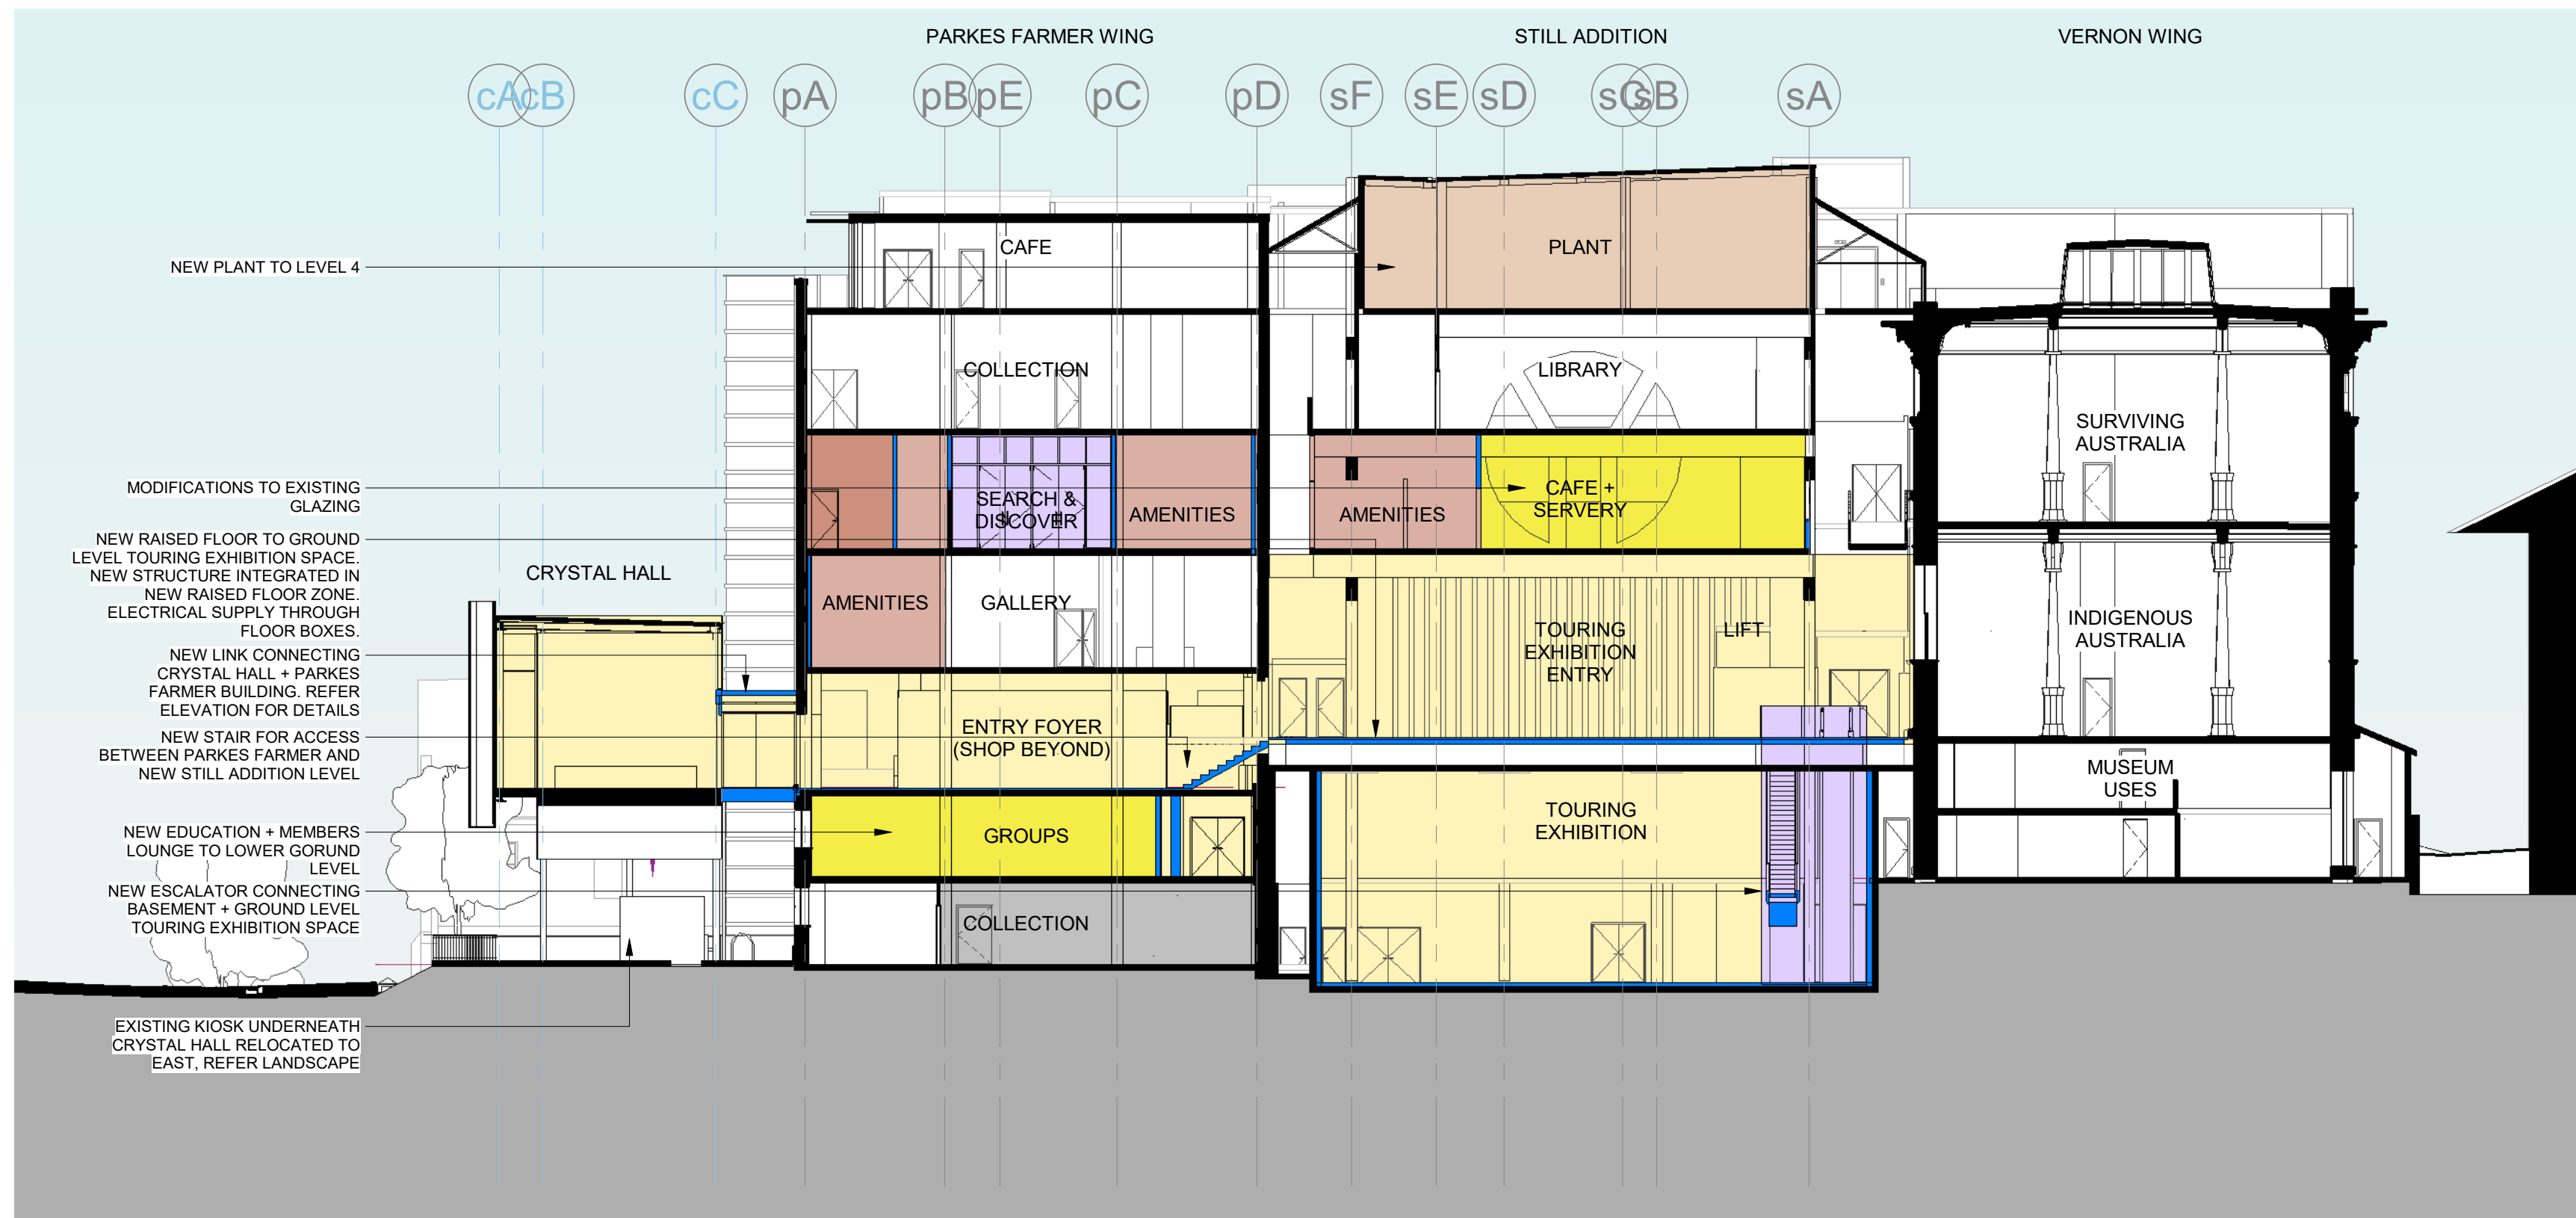 PARKES FARMER WING
STILL ADDITION
VERNON WING
cA
cB
cC
pA
pB
pE
pC
pD
sF
sE
sD
sC
sB
sA
NEW PLANT TO LEVEL 4
MODIFICATIONS TO EXISTING
GLAZING
NEW RAISED FLOOR TO GROUND
LEVEL TOURING EXHIBITION SPACE.
NEW STRUCTURE INTEGRATED IN
NEW RAISED FLOOR ZONE.
ELECTRICAL SUPPLY THROUGH
FLOOR BOXES.
NEW LINK CONNECTING
CRYSTAL HALL + PARKES
FARMER BUILDING. REFER
ELEVATION FOR DETAILS
NEW STAIR FOR ACCESS
BETWEEN PARKES FARMER AND
NEW STILL ADDITION LEVEL
NEW EDUCATION + MEMBERS
LOUNGE TO LOWER GORUND
LEVEL
NEW ESCALATOR CONNECTING
BASEMENT + GROUND LEVEL
TOURING EXHIBITION SPACE
EXISTING KIOSK UNDERNEATH
CRYSTAL HALL RELOCATED TO
EAST, REFER LANDSCAPE
CRYSTAL HALL
CAFE
COLLECTION
SEARCH &
DISCOVER
AMENITIES
AMENITIES
GALLERY
ENTRY FOYER
(SHOP BEYOND)
GROUPS
COLLECTION
PLANT
LIBRARY
AMENITIES
CAFE +
SERVERY
TOURING
EXHIBITION
ENTRY
LIFT
TOURING
EXHIBITION
SURVIVING
AUSTRALIA
INDIGENOUS
AUSTRALIA
MUSEUM
USES